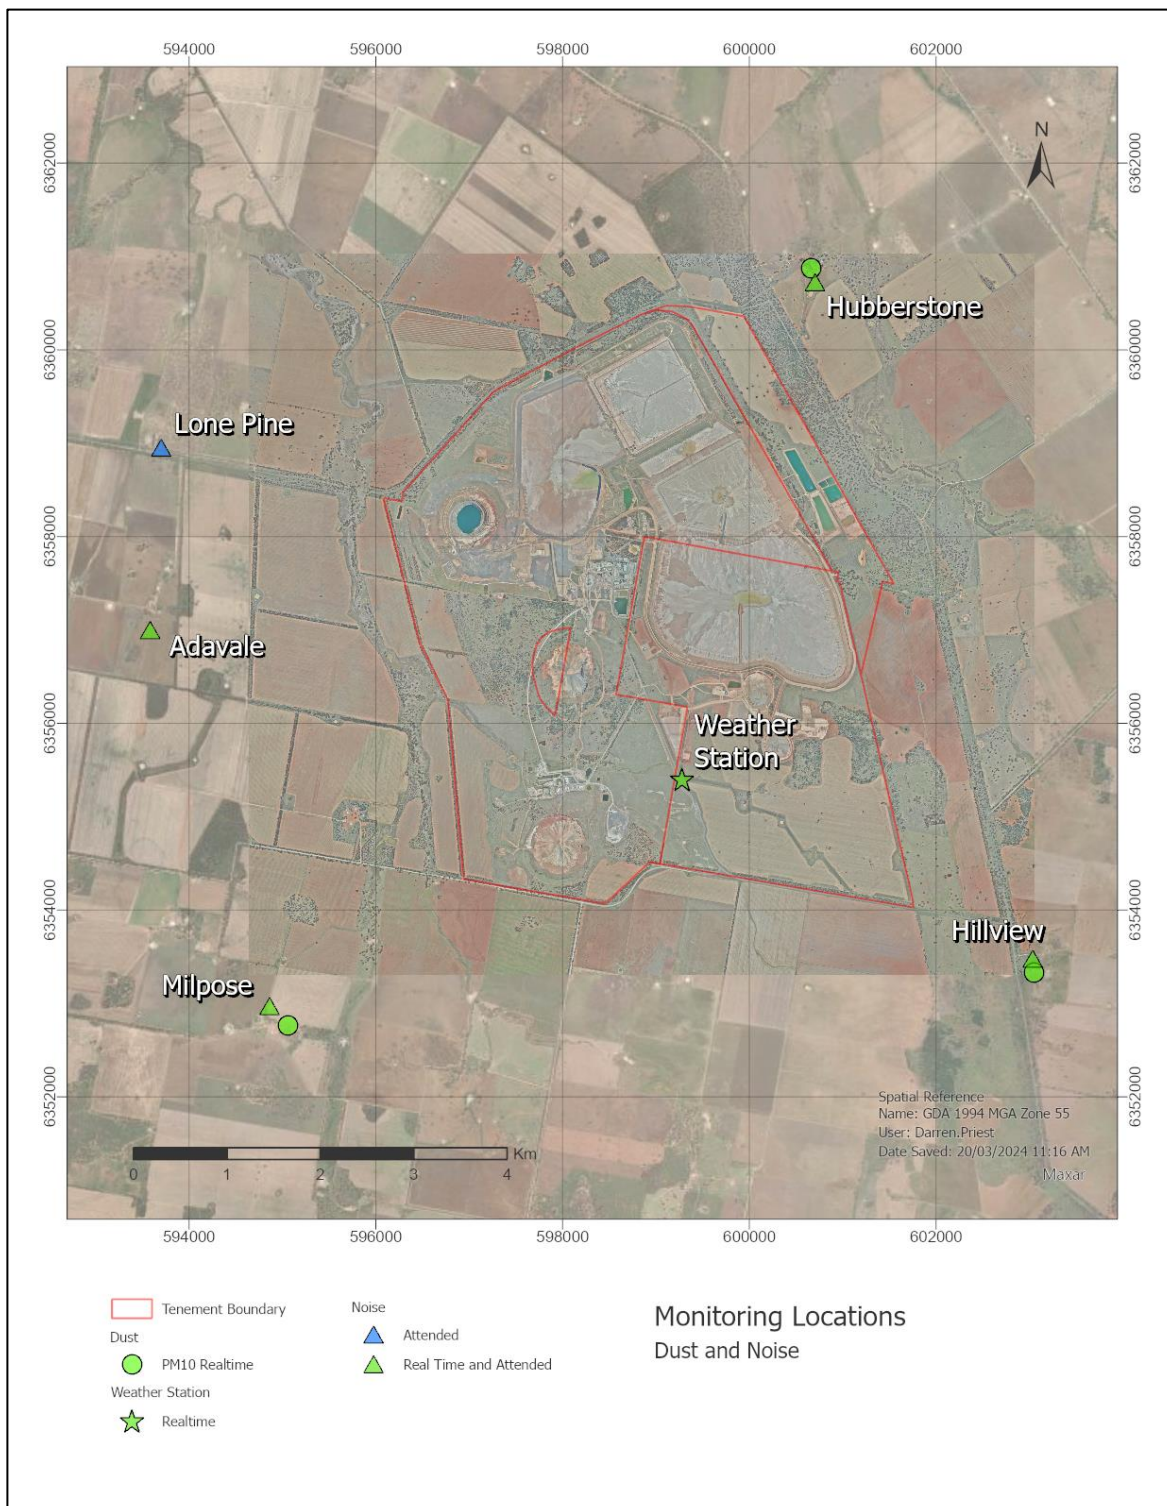 594000 596000 598000 600000 602000
N
6362000 6362000
Hubberstone
6360000 6360000
Lone Pine
6358000 6358000
Adavale
6356000 6356000
Weather
Station
6354000 6354000
Hillview
Milpose
6352000 6352000
Spatial Reference
Name: GDA 1994 MGA Zone 55
User: Darren.Priest
Date Saved: 20/03/2024 11:16 AM
Maxar
Km
0 1 2 3 4
594000 596000 598000 600000 602000
Tenement Boundary
Dust
PM10 Realtime
Weather Station
Realtime
Noise
Attended
Real Time and Attended
Monitoring Locations
Dust and Noise